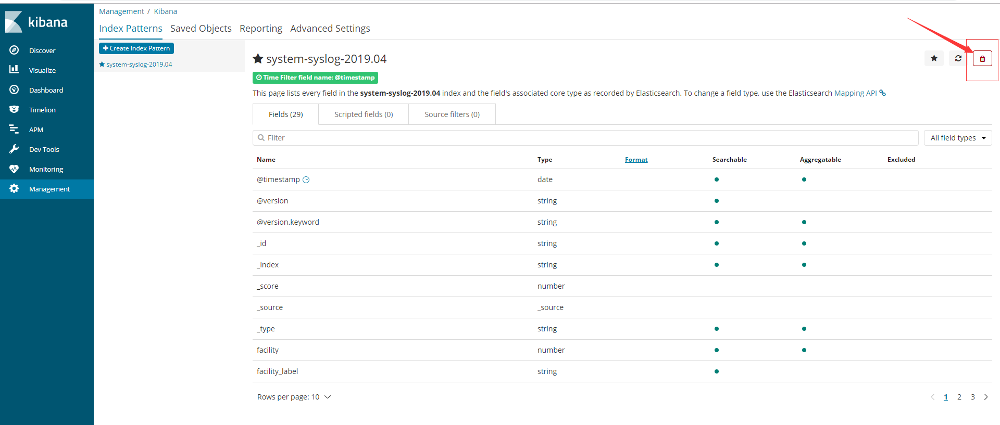 Management / Kibana
kibana
Index Patterns Saved Objects Reporting Advanced Settings
Create Index Pattern
system-syslog-2019.04
Discover
Visualize
Dashboard
Timelion
APM
Dev Tools
Monitoring
Management
system-syslog-2019.04
Time Filter field name: @timestamp
This page lists every field in the system-syslog-2019.04 index and the field's associated core type as recorded by Elasticsearch. To change a field type, use the Elasticsearch Mapping API
Fields (29) Scripted fields (0) Source filters (0)
Filter All field types
Name Type Format Searchable Aggregatable Excluded
@timestamp date
@version string
@version.keyword string
_id string
_index string
_score number
_source _source
_type string
facility number
facility_label string
Rows per page: 10 1 2 3